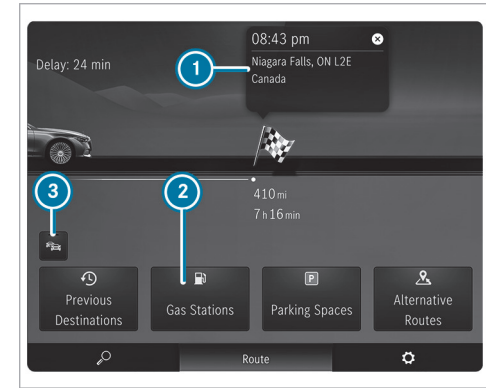 08:43 pm
Delay: 24 min
Niagara Falls, ON L2E
Canada
1
3
2
410 mi
7 h 16 min
P
Previous
Destinations
Gas Stations
Parking Spaces
Alternative
Routes
Route